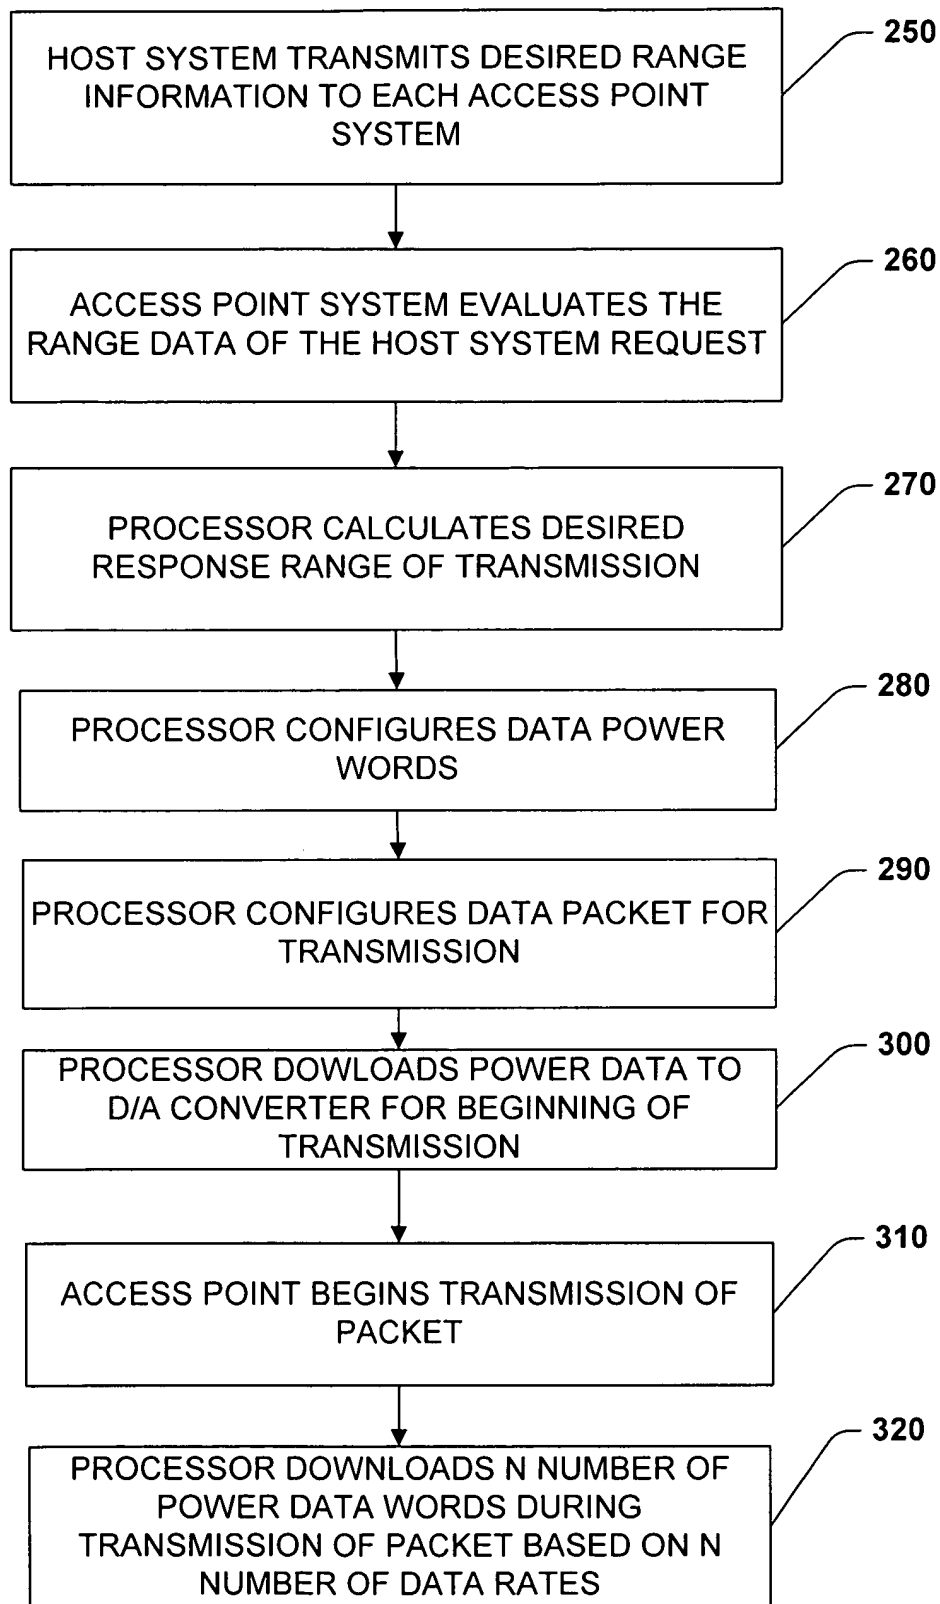 HOST SYSTEM TRANSMITS DESIRED RANGE
INFORMATION TO EACH ACCESS POINT
SYSTEM
250
ACCESS POINT SYSTEM EVALUATES THE
RANGE DATA OF THE HOST SYSTEM REQUEST
260
PROCESSOR CALCULATES DESIRED
RESPONSE RANGE OF TRANSMISSION
270
PROCESSOR CONFIGURES DATA POWER
WORDS
280
PROCESSOR CONFIGURES DATA PACKET FOR
TRANSMISSION
290
PROCESSOR DOWLOADS POWER DATA TO
D/A CONVERTER FOR BEGINNING OF
TRANSMISSION
300
ACCESS POINT BEGINS TRANSMISSION OF
PACKET
310
PROCESSOR DOWNLOADS N NUMBER OF
POWER DATA WORDS DURING
TRANSMISSION OF PACKET BASED ON N
NUMBER OF DATA RATES
320